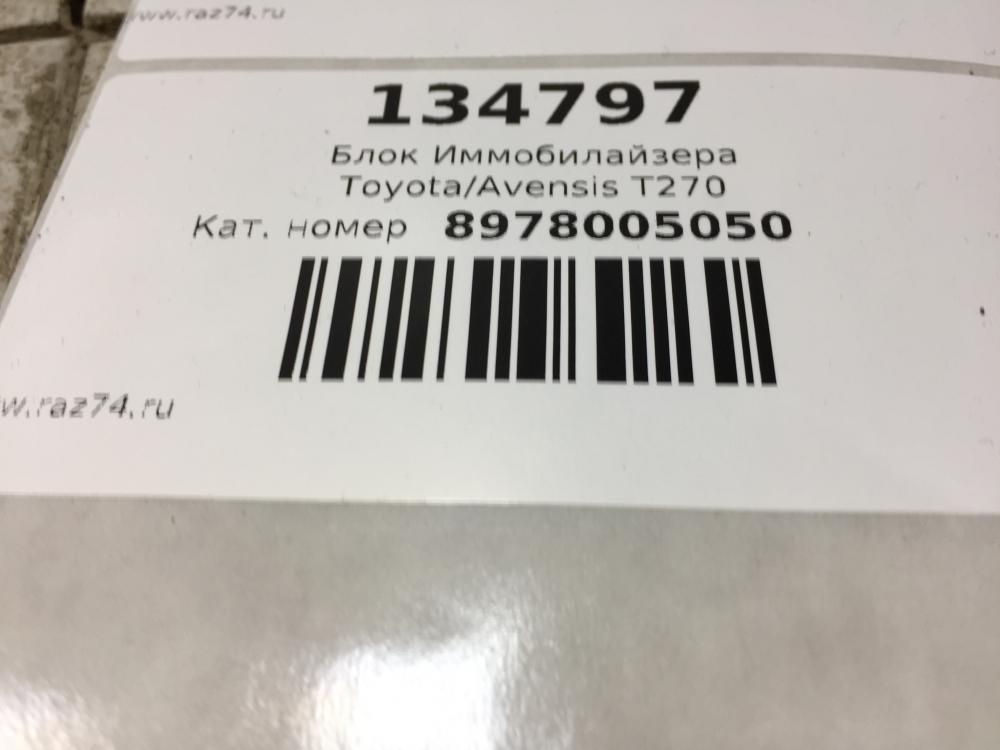 www.raz74.ru
134797
Блок Иммобилайзера
Toyota/Avensis T270
Кат. номер 8978005050
w.raz74.ru